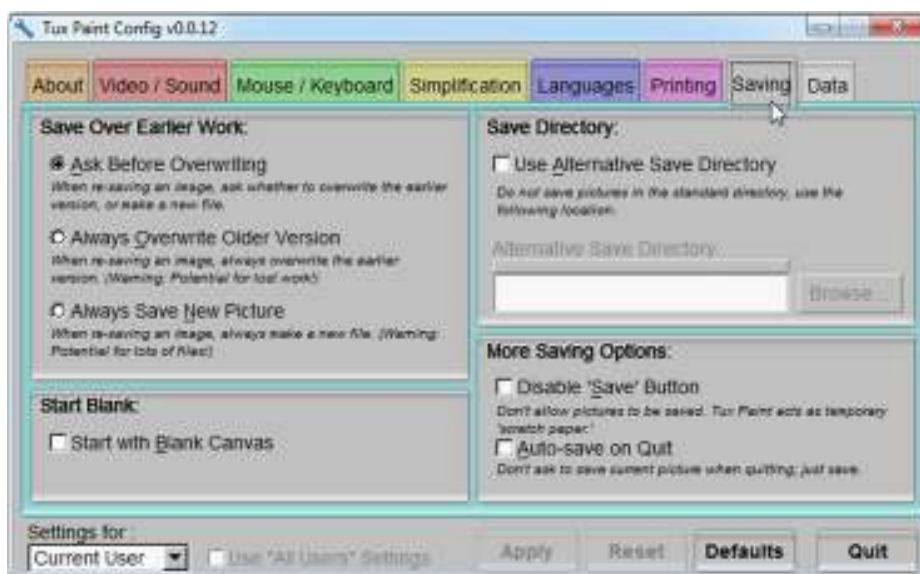 Tux Paint Config v0.0.12
About Video / Sound Mouse / Keyboard Simplification Languages Printing Saving Data
Save Over Earlier Work:
Ask Before Overwriting
When re-saving an image, ask whether to overwrite the earlier
version, or make a new file.
Always Overwrite Older Version
When re-saving an image, always overwrite the earlier
version. (Warning: Potential for lost work!)
Always Save New Picture
When re-saving an image, always make a new file. (Warning:
Potential for lots of files!)
Start Blank:
Start with Blank Canvas
Save Directory:
Use Alternative Save Directory
Do not save pictures in the standard directory, use the
following location:
Alternative Save Directory:
Browse...
More Saving Options:
Disable 'Save' Button
Don't allow pictures to be saved. Tux Paint acts as temporary
'scratch paper.'
Auto-save on Quit
Don't ask to save current picture when quitting; just save.
Settings for :
Current User Use "All Users" Settings Apply Reset Defaults Quit